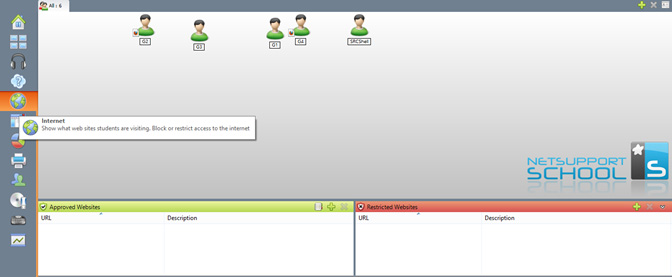 All : 6
G2
G3
G1
G4
SRCShell
Internet
Show what web sites students are visiting. Block or restrict access to the internet
NETSUPPORT
SCHOOL
S
Approved Websites
URL Description
Restricted Websites
URL Description